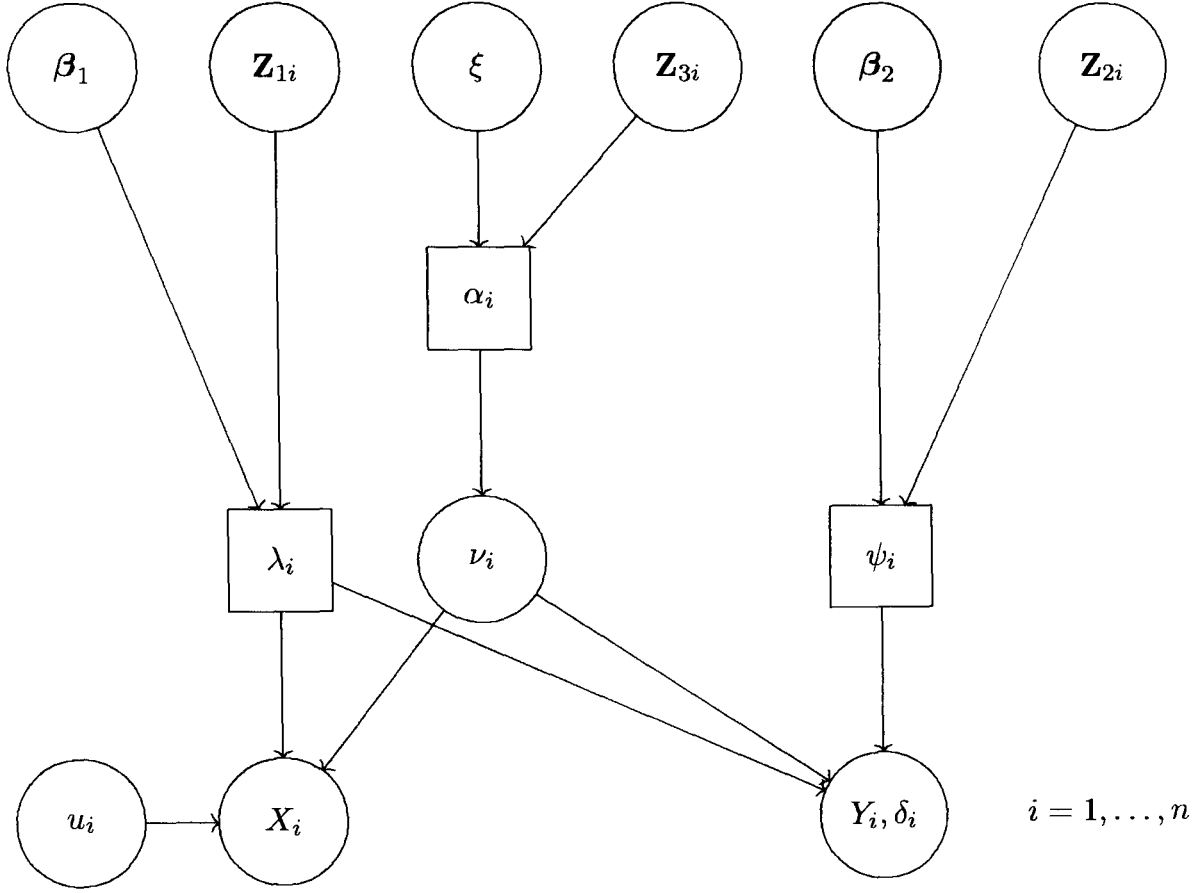 β₁ Z₁ᵢ ξ Z₃ᵢ β₂ Z₂ᵢ
αᵢ
λᵢ νᵢ ψᵢ
uᵢ Xᵢ Yᵢ, δᵢ i = 1, . . . , n